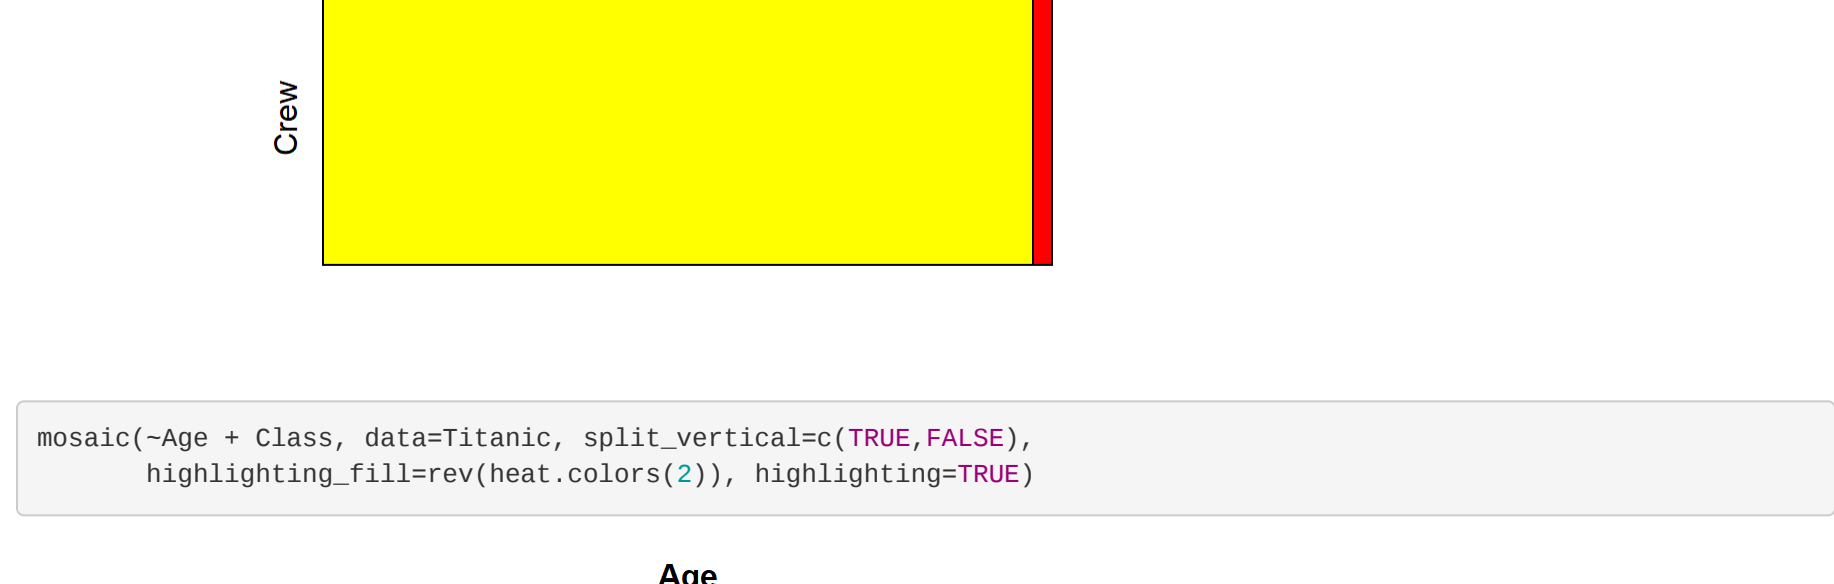 Crew
mosaic(~Age + Class, data=Titanic, split_vertical=c(TRUE,FALSE),
highlighting_fill=rev(heat.colors(2)), highlighting=TRUE)
Age